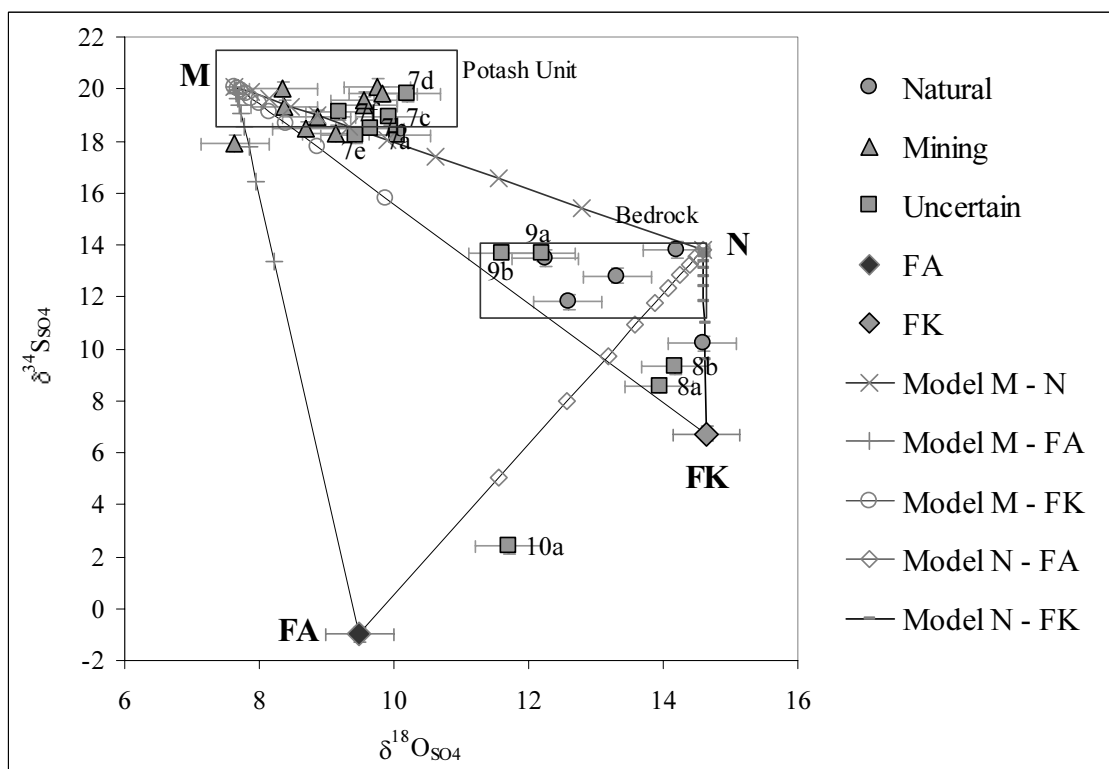 22
20
18
16
14
12
10
8
6
4
2
0
-2
δ34SSO4
6
8
10
12
14
16
δ18OSO4
M
Potash Unit
7d
7c
7b
7a
7e
Bedrock
N
9a
9b
8b
8a
FK
10a
FA
Natural
Mining
Uncertain
FA
FK
Model M - N
Model M - FA
Model M - FK
Model N - FA
Model N - FK